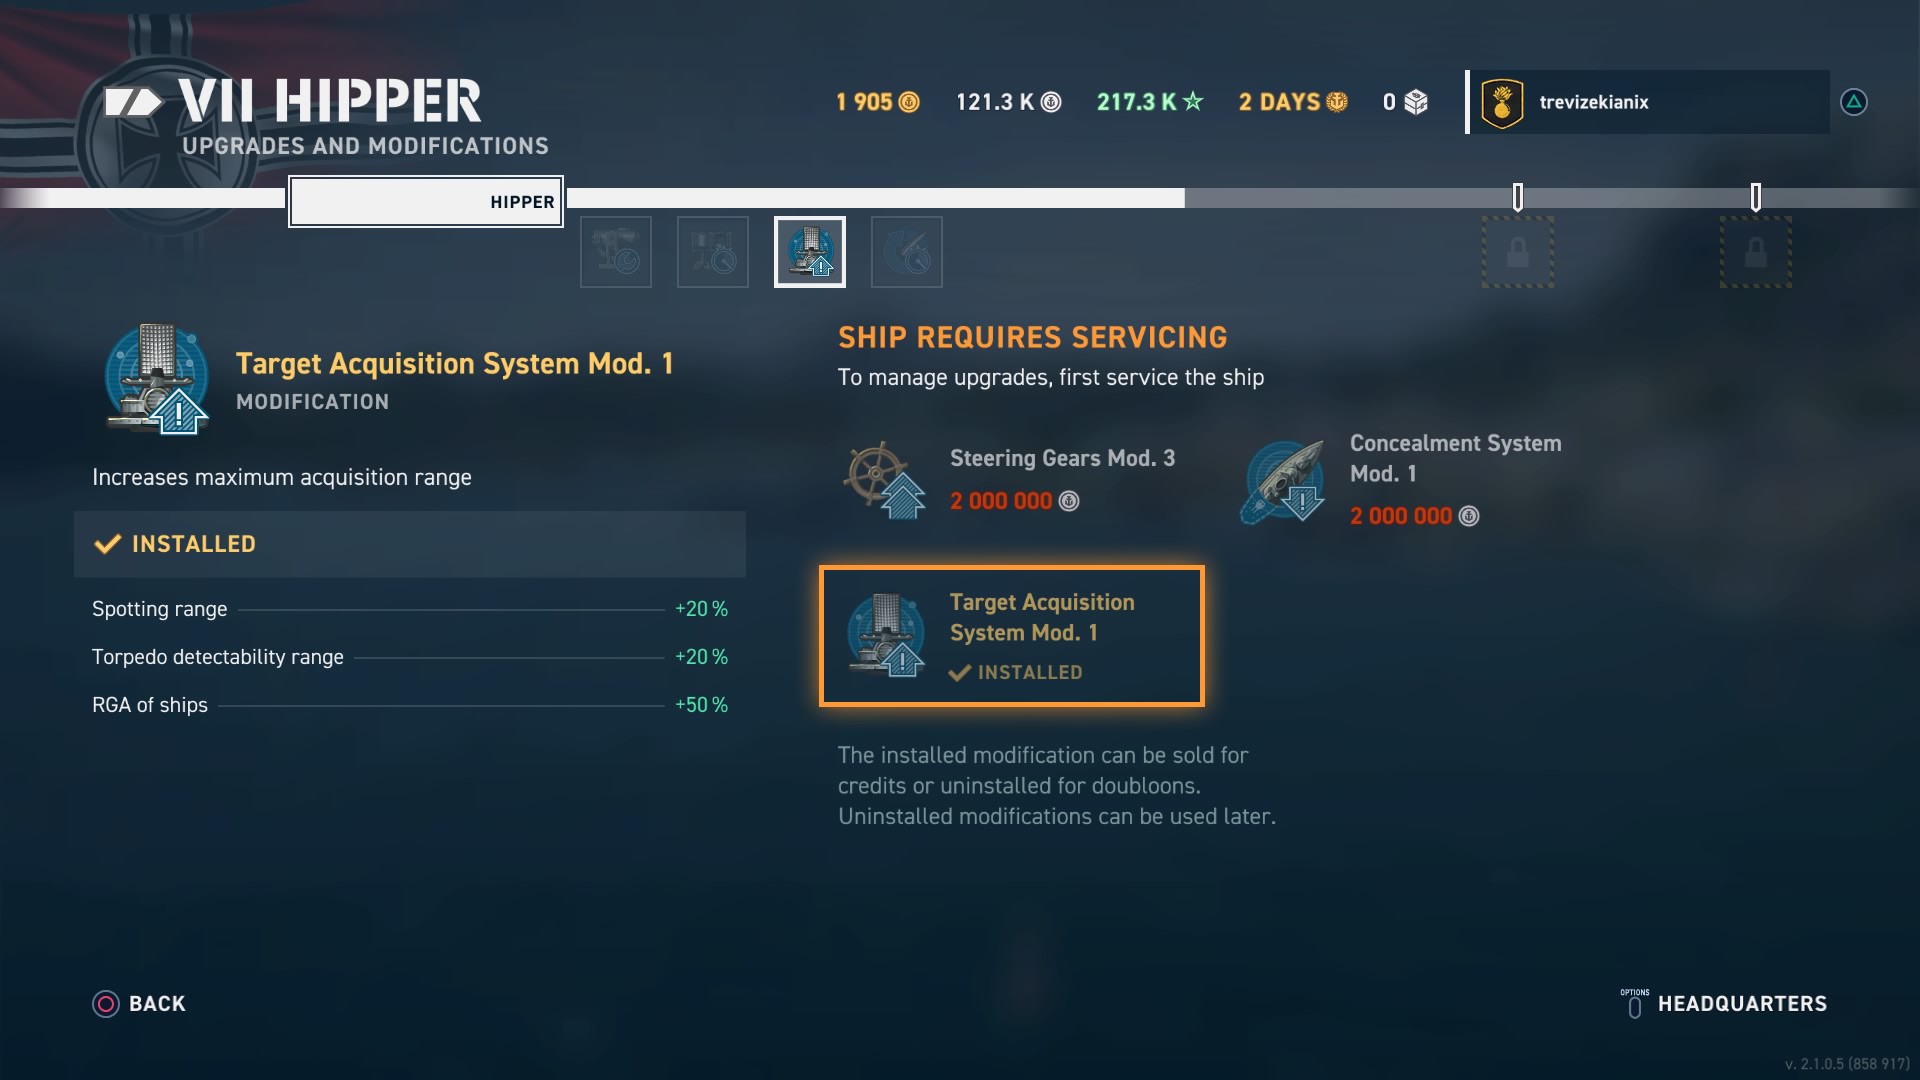 VII HIPPER
UPGRADES AND MODIFICATIONS
1 905
121.3 K
217.3 K
2 DAYS
0
trevizekianix
HIPPER
Target Acquisition System Mod. 1
MODIFICATION
Increases maximum acquisition range
INSTALLED
Spotting range +20 %
Torpedo detectability range +20 %
RGA of ships +50 %
SHIP REQUIRES SERVICING
To manage upgrades, first service the ship
Steering Gears Mod. 3
2 000 000
Concealment System
Mod. 1
2 000 000
Target Acquisition
System Mod. 1
INSTALLED
The installed modification can be sold for
credits or uninstalled for doubloons.
Uninstalled modifications can be used later.
BACK
OPTIONS
HEADQUARTERS
v. 2.1.0.5 (858 917)